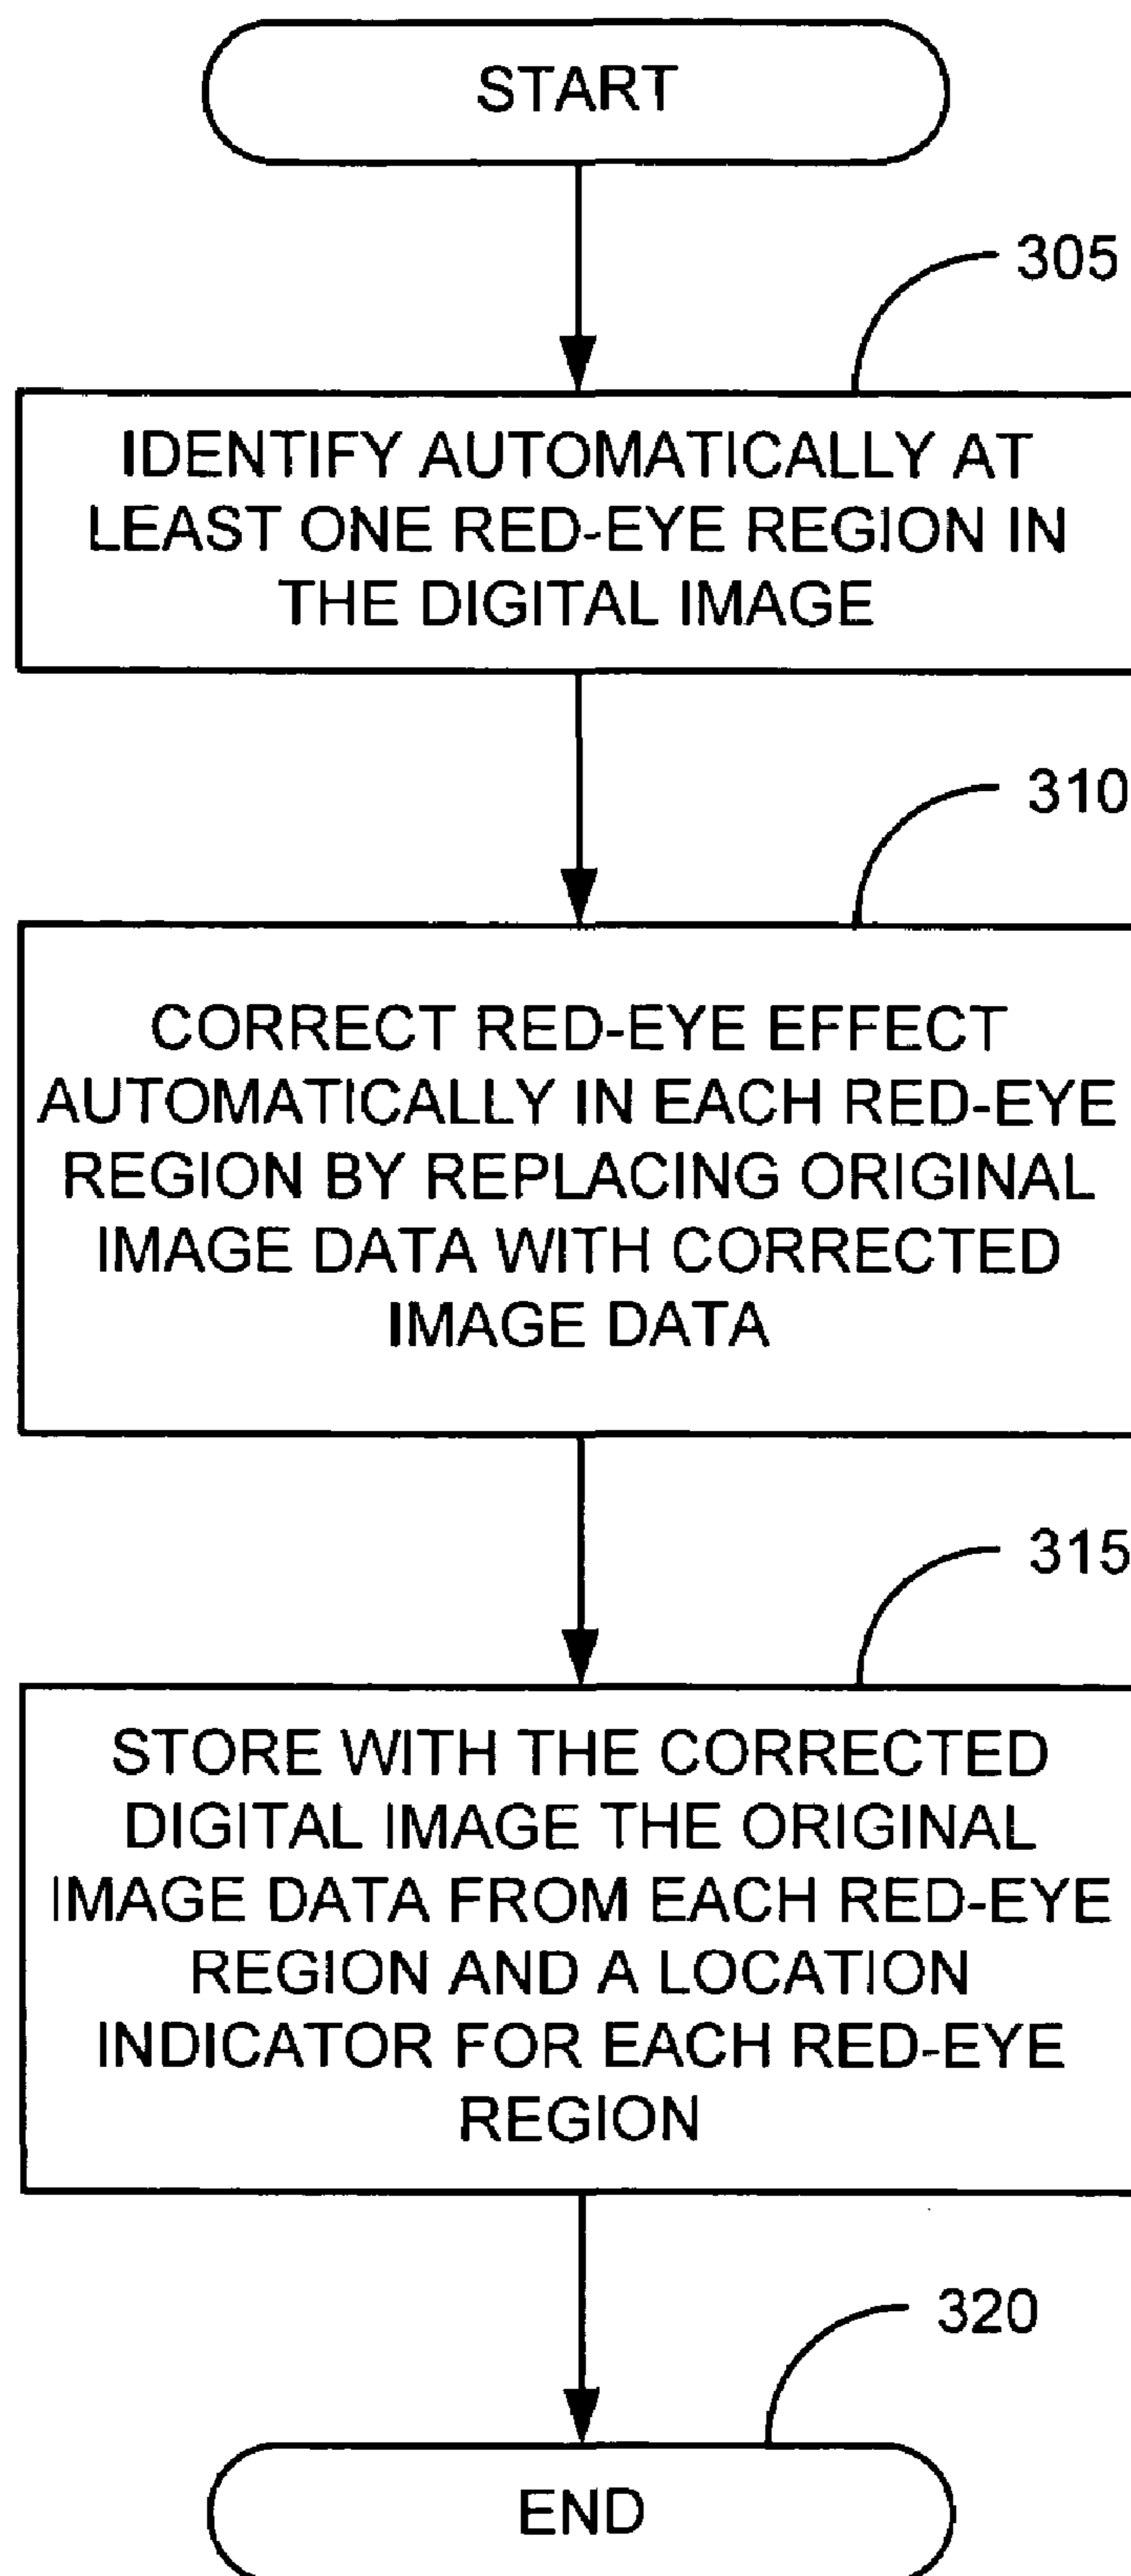 START
305
IDENTIFY AUTOMATICALLY AT
LEAST ONE RED-EYE REGION IN
THE DIGITAL IMAGE
310
CORRECT RED-EYE EFFECT
AUTOMATICALLY IN EACH RED-EYE
REGION BY REPLACING ORIGINAL
IMAGE DATA WITH CORRECTED
IMAGE DATA
315
STORE WITH THE CORRECTED
DIGITAL IMAGE THE ORIGINAL
IMAGE DATA FROM EACH RED-EYE
REGION AND A LOCATION
INDICATOR FOR EACH RED-EYE
REGION
320
END